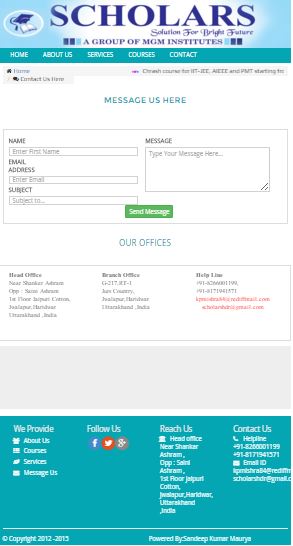 SCHOLARS
Solution For Bright Future
A GROUP OF MGM INSTITUTES
HOME ABOUT US SERVICES COURSES CONTACT
Home
Chrash course for IIT-JEE, AIEEE and PMT starting fro
Contact Us Here
MESSAGE US HERE
NAME
Enter First Name
EMAIL ADDRESS
Enter Email
SUBJECT
Subject to...
MESSAGE
Type Your Message Here...
Send Message
OUR OFFICES
Head Office
Near Shanker Ashram
Opp : Saini Ashram
1st Floor Jaipuri Cotton,
Jwalapur,Haridwar
Uttarakhand ,India
Branch Office
G-217,EF-1
Jurs Country,
Jwalapur,Haridwar
Uttarakhand ,India
Help Line
+91-8266001199,
+91-8171941571
kpmishra84@rediffmail.com
scholarshdr@gmail.com
We Provide
About Us
Courses
Services
Message Us
Follow Us
Reach Us
Head office
Near Shankar
Ashram ,
Opp : Saini
Ashram ,
1st Floor Jaipuri
Cotton,
Jwalapur,Haridwar,
Uttarakhand
,India
Contact Us
Helpline
+91-8266001199
+91-8171941571
Email ID
kpmishra84@rediffm
scholarshdr@gmail.c
© Copyright 2012 -2015 Powered By:Sandeep Kumar Maurya